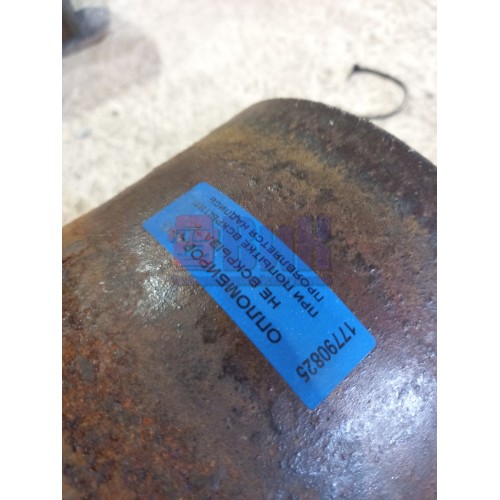 ОПЛОМБИРОВАНО
НЕ ВСКРЫВАТЬ
ПРИ ПОПЫТКЕ ВСКРЫТИЯ
ПРОЯВЛЯЕТСЯ НАДПИСЬ
17790825